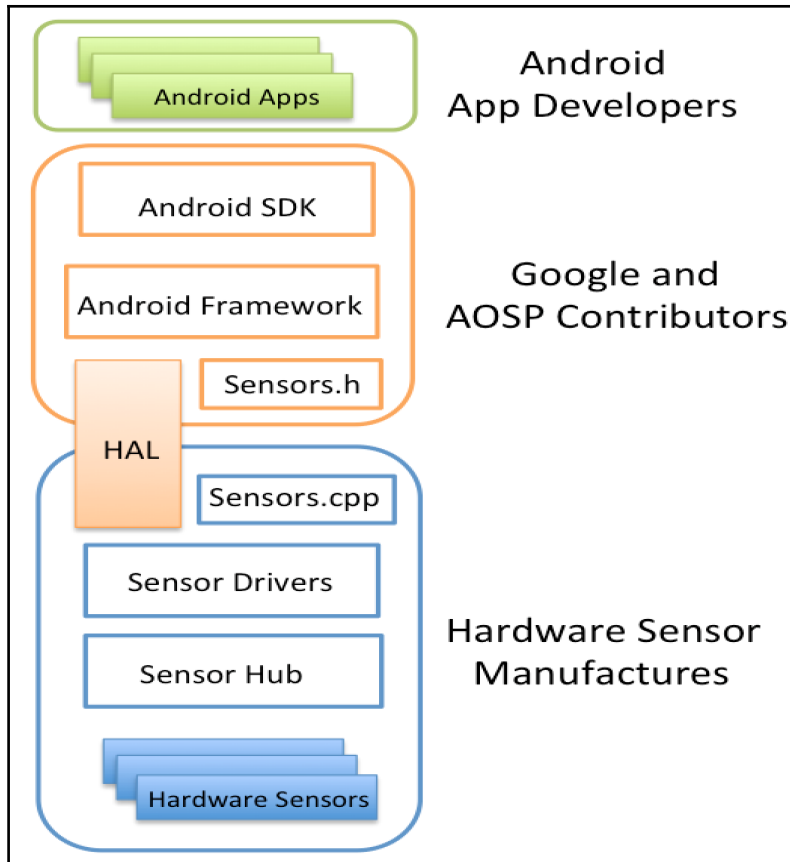 Android Apps
Android
App Developers
Android SDK
Android Framework
Sensors.h
Google and
AOSP Contributors
HAL
Sensors.cpp
Sensor Drivers
Sensor Hub
Hardware Sensors
Hardware Sensor
Manufactures